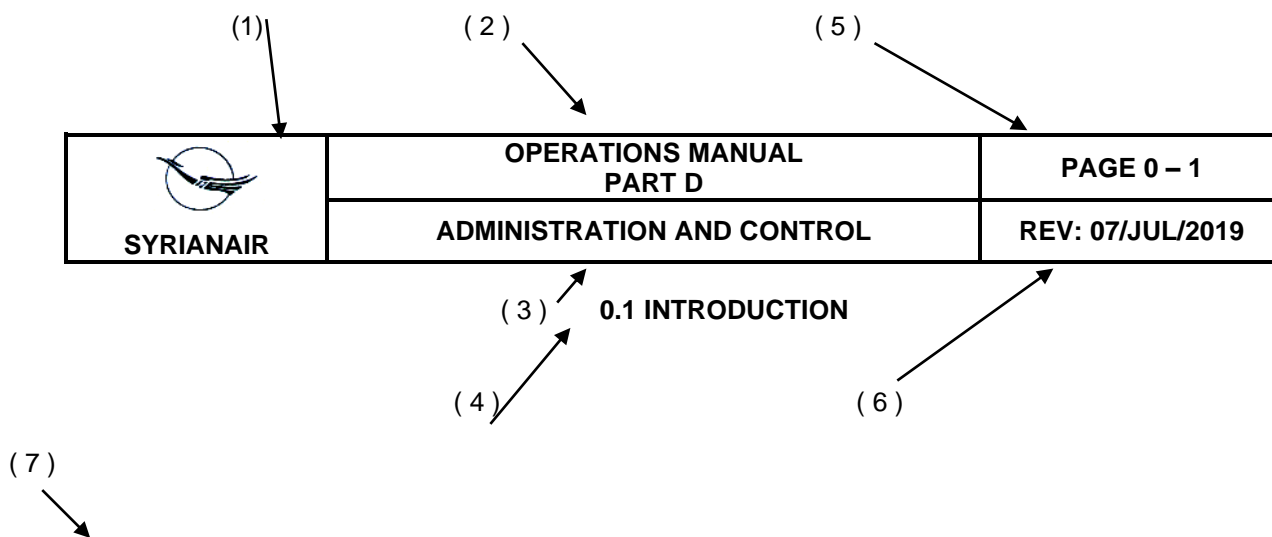 (1)
( 2 )
( 5 )
OPERATIONS MANUAL
PART D
PAGE 0 – 1
SYRIANAIR
ADMINISTRATION AND CONTROL
REV: 07/JUL/2019
( 3 )
0.1 INTRODUCTION
( 4 )
( 6 )
( 7 )